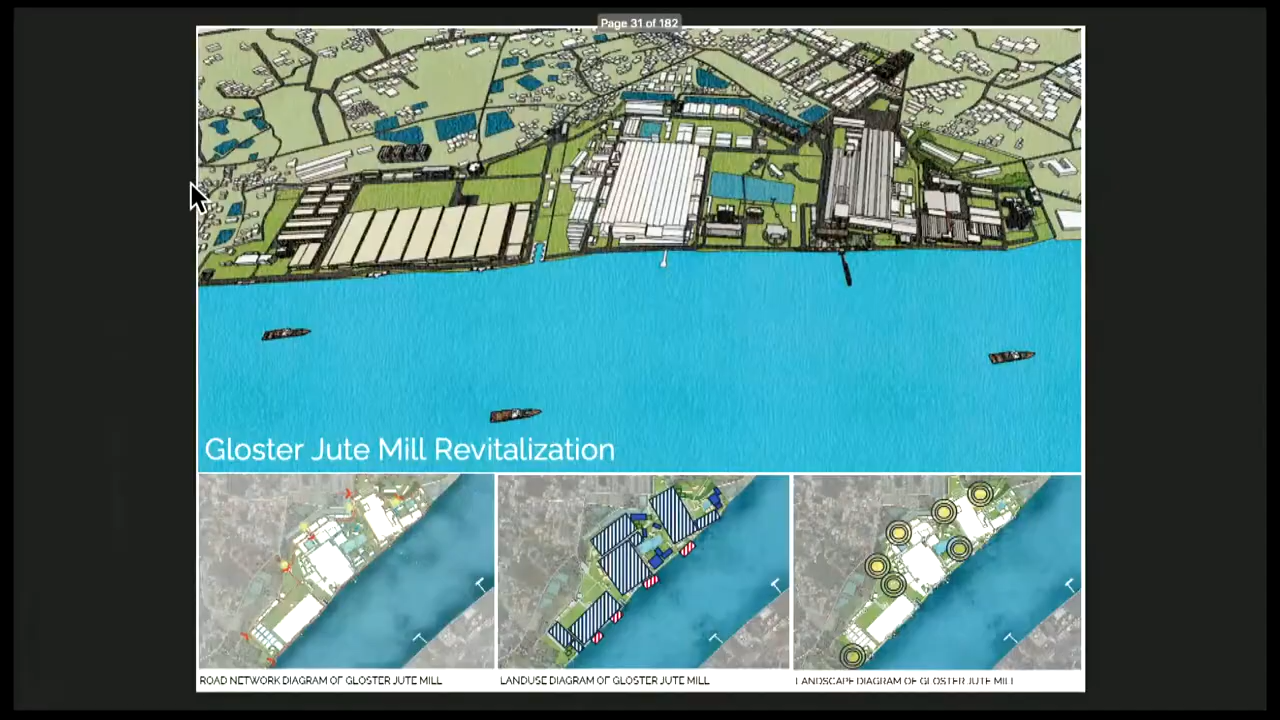 Page 31 of 182
Gloster Jute Mill Revitalization
ROAD NETWORK DIAGRAM OF GLOSTER JUTE MILL
LANDUSE DIAGRAM OF GLOSTER JUTE MILL
LANDSCAPE DIAGRAM OF GLOSTER JUTE MILL